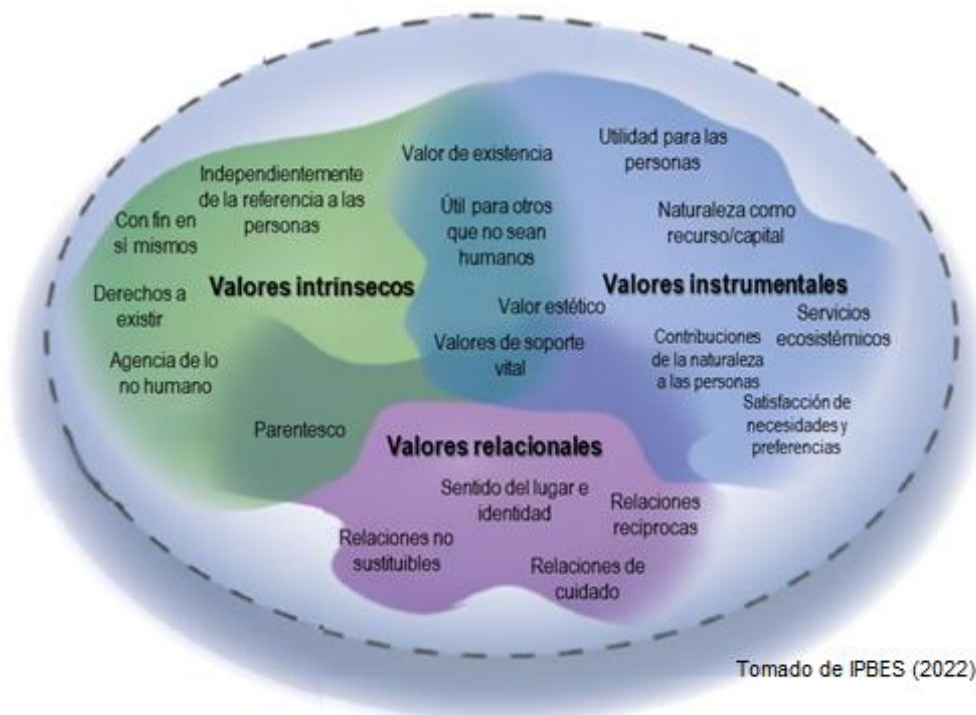 Valor de existencia
Utilidad para las
personas
Independientemente
de la referencia a las
personas
Con fin en
si mismos
Útil para otros
que no sean
humanos
Naturaleza como
recurso/capital
Valores intrínsecos
Valores instrumentales
Derechos a
existir
Valor estético
Servicios
ecosistémicos
Agencia de lo
no humano
Valores de soporte
vital
Contribuciones
de la naturaleza
a las personas
Satisfacción de
necesidades y
preferencias
Parentesco
Valores relacionales
Sentido del lugar e
identidad
Relaciones
reciprocas
Relaciones no
sustituibles
Relaciones de
cuidado
Tomado de IPBES (2022)